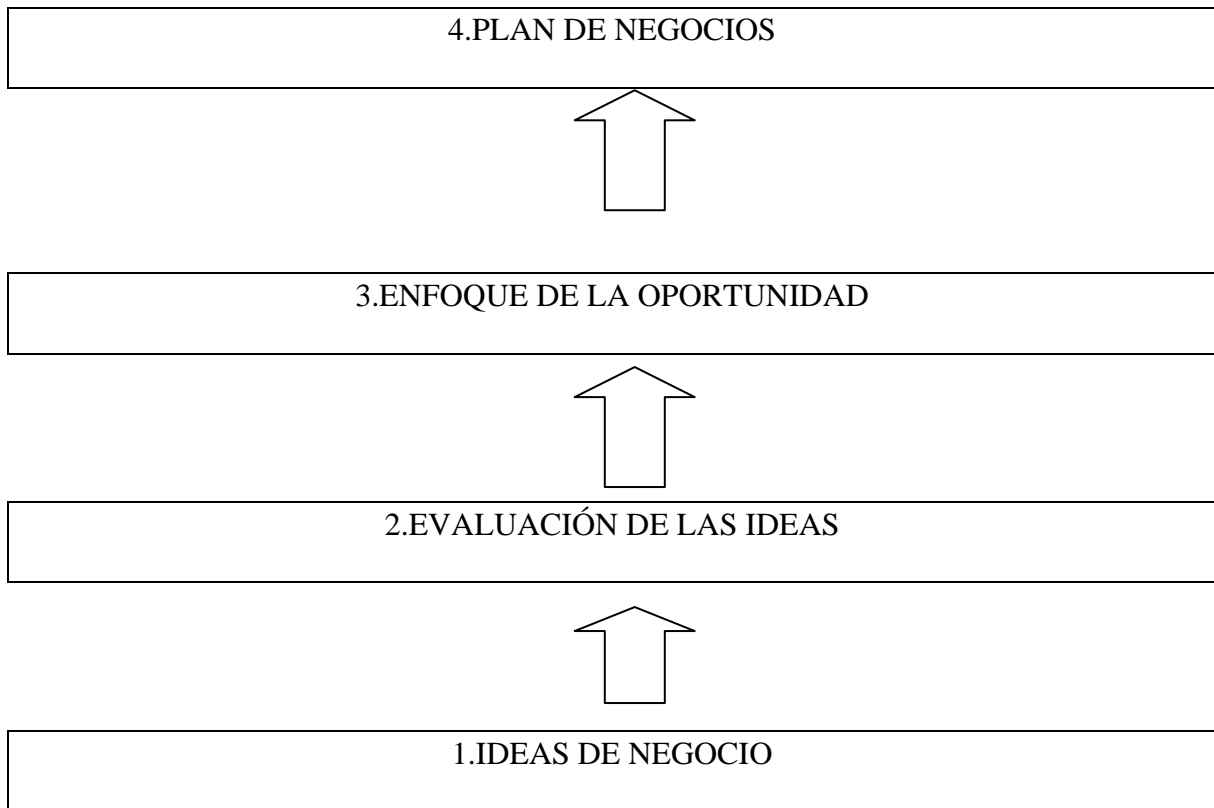 4.PLAN DE NEGOCIOS
3.ENFOQUE DE LA OPORTUNIDAD
2.EVALUACIÓN DE LAS IDEAS
1.IDEAS DE NEGOCIO